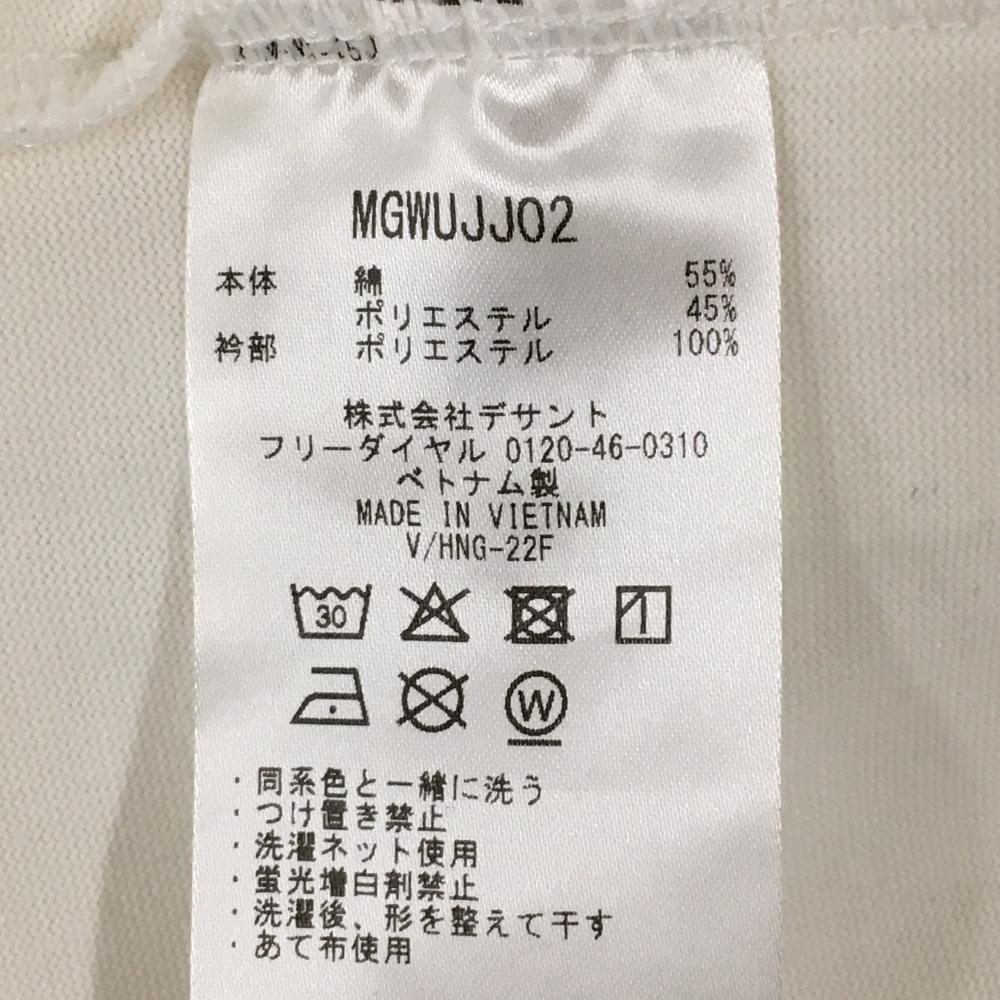 MGWUJJ02
本体 綿 55%
ポリエステル 45%
衿部 ポリエステル 100%
株式会社デサント
フリーダイヤル 0120-46-0310
ベトナム製
MADE IN VIETNAM
V/HNG-22F
30
W
・同系色と一緒に洗う
・つけ置き禁止
・洗濯ネット使用
・蛍光増白剤禁止
・洗濯後、形を整えて干す
・あて布使用